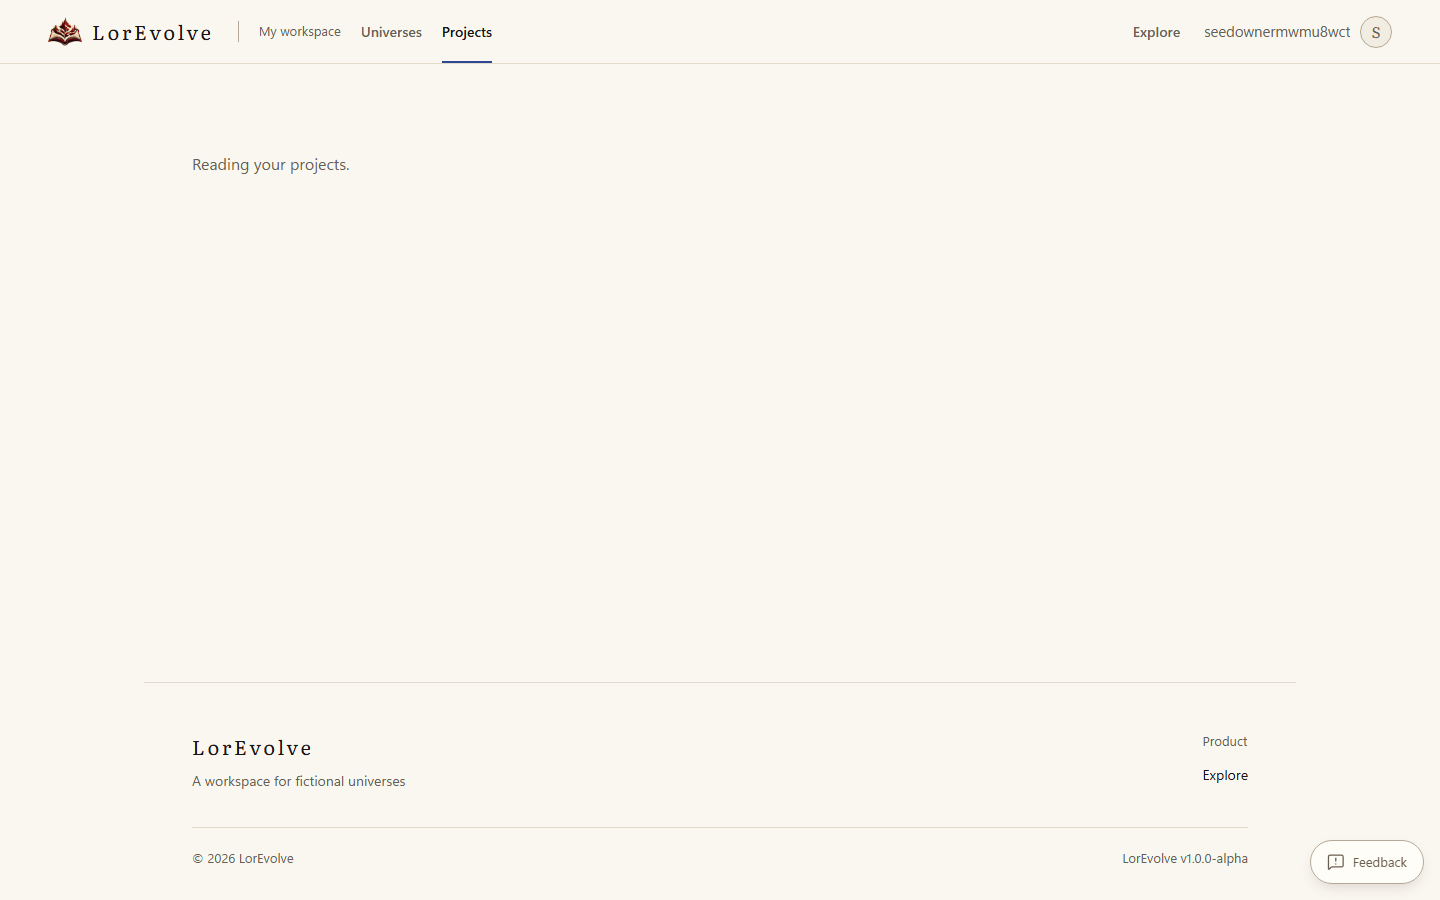 LorEvolve
My workspace
Universes
Projects
Explore
seedownermwmu8wct
S
Reading your projects.
LorEvolve
A workspace for fictional universes
Product
Explore
© 2026 LorEvolve
LorEvolve v1.0.0-alpha
Feedback